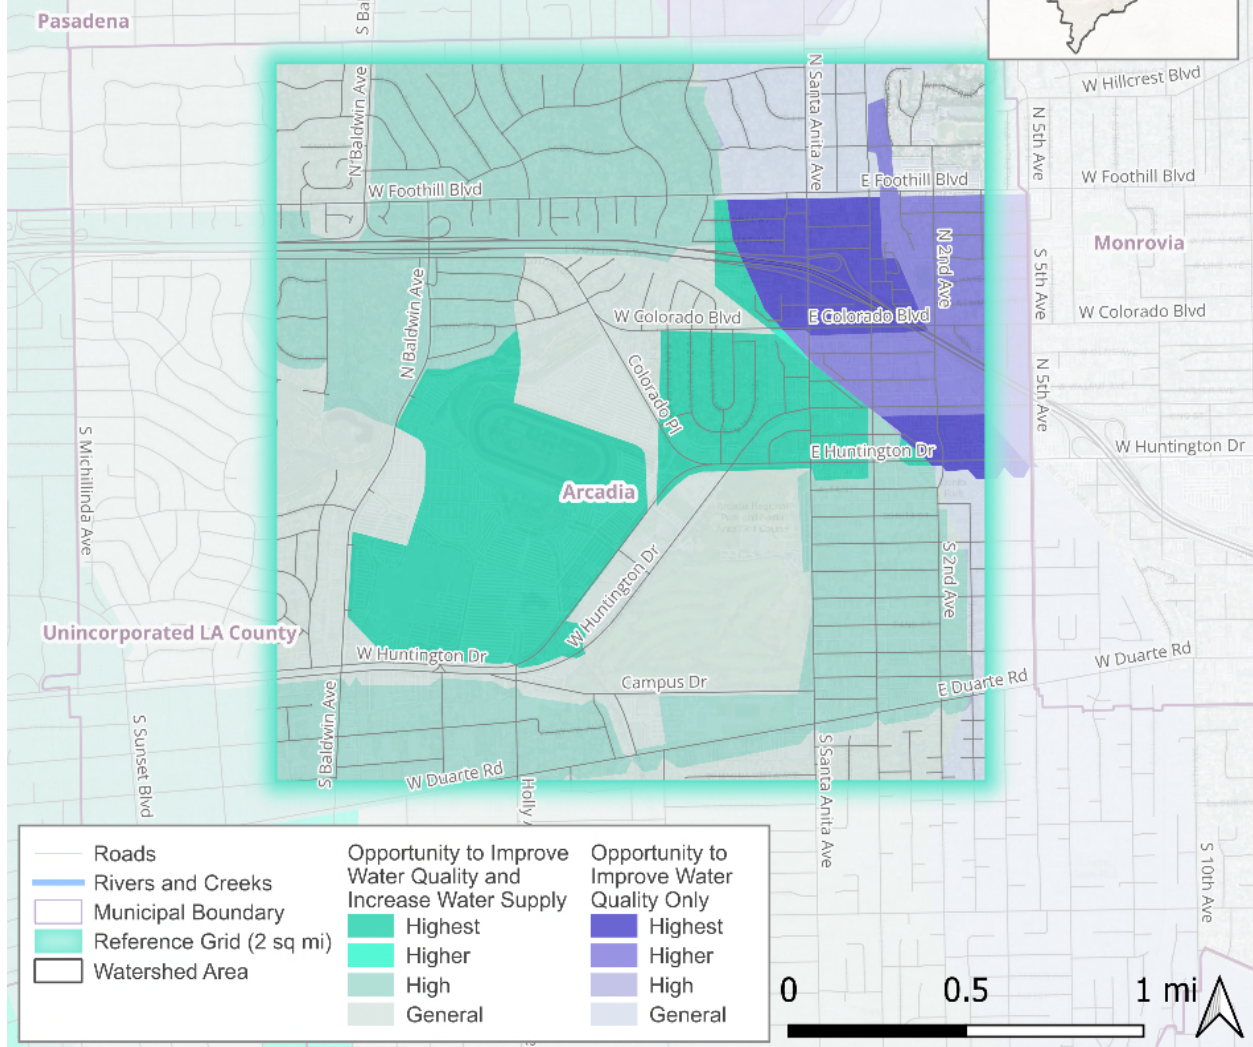 Pasadena
S Ba
N Baldwin Ave
N Santa Anita Ave
W Hillcrest Blvd
N 5th Ave
W Foothill Blvd
E Foothill Blvd
W Foothill Blvd
Monrovia
N 2nd Ave
S 5th Ave
N Baldwin Ave
W Colorado Blvd
E Colorado Blvd
W Colorado Blvd
Colorado Pl
N 5th Ave
S Michillinda Ave
E Huntington Dr
W Huntington Dr
Arcadia
W Huntington Dr
S 2nd Ave
Unincorporated LA County
W Huntington Dr
Campus Dr
E Duarte Rd
W Duarte Rd
S Sunset Blvd
S Baldwin Ave
W Duarte Rd
Holly
S Santa Anita Ave
S 10th Ave
Roads
Rivers and Creeks
Municipal Boundary
Reference Grid (2 sq mi)
Watershed Area
Opportunity to Improve
Water Quality and
Increase Water Supply
Highest
Higher
High
General
Opportunity to
Improve Water
Quality Only
Highest
Higher
High
General
0 0.5 1 mi